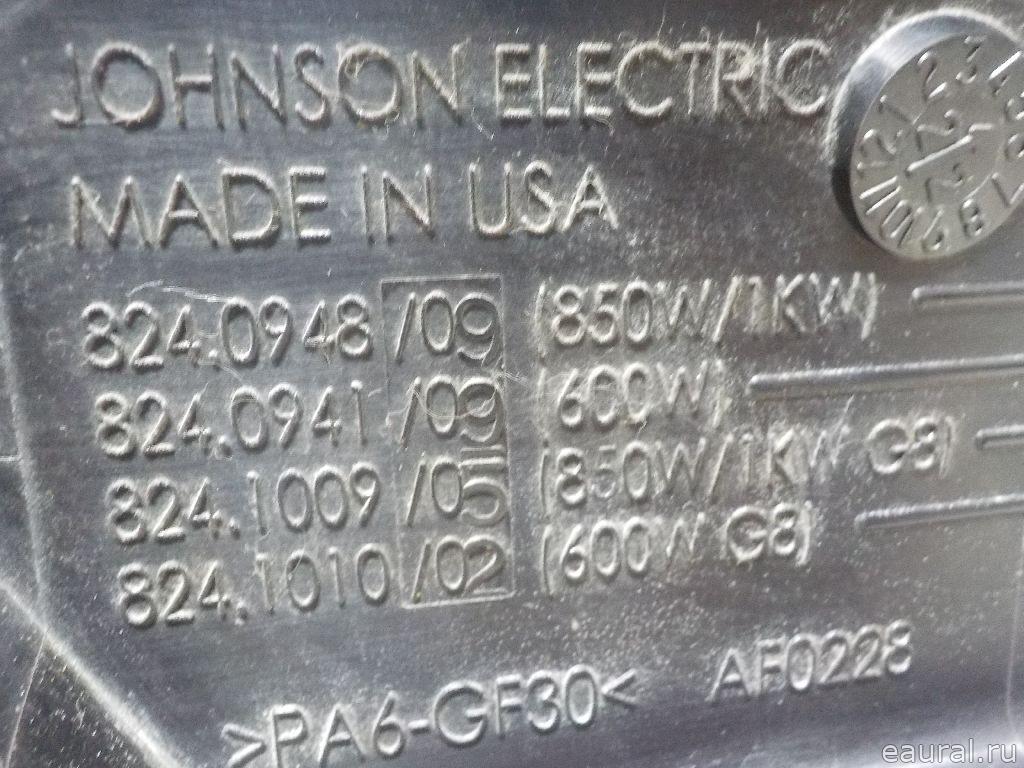 JOHNSON ELECTRIC
MADE IN USA
824.0948/09 (850W/1KW)
824.0941/09 (600W)
824.1009/01 (850W/1KW G8)
824.1010/02 (600W G8)
>PA6-GF30<
AF0228
eaural.ru